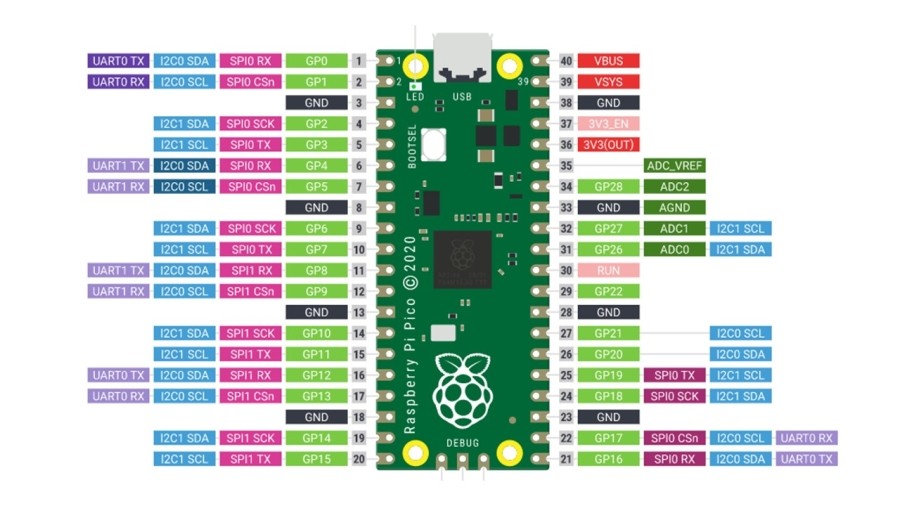 UART0 TX I2C0 SDA SPI0 RX GP0 1 1 40 VBUS
UART0 RX I2C0 SCL SPI0 CSn GP1 2 2 39 39 VSYS
LED USB
GND 3 38 GND
I2C1 SDA SPI0 SCK GP2 4 37 3V3_EN
I2C1 SCL SPI0 TX GP3 5 36 3V3(OUT)
BOOTSEL
UART1 TX I2C0 SDA SPI0 RX GP4 6 35 ADC_VREF
UART1 RX I2C0 SCL SPI0 CSn GP5 7 34 GP28 ADC2
GND 8 33 GND AGND
I2C1 SDA SPI0 SCK GP6 9 32 GP27 ADC1 I2C1 SCL
I2C1 SCL SPI0 TX GP7 10 31 GP26 ADC0 I2C1 SDA
UART1 TX I2C0 SDA SPI1 RX GP8 11 30 RUN
UART1 RX I2C0 SCL SPI1 CSn GP9 12 29 GP22
GND 13 28 GND
Raspberry Pi Pico © 2020
I2C1 SDA SPI1 SCK GP10 14 27 GP21 I2C0 SCL
I2C1 SCL SPI1 TX GP11 15 26 GP20 I2C0 SDA
UART0 TX I2C0 SDA SPI1 RX GP12 16 25 GP19 SPI0 TX I2C1 SCL
UART0 RX I2C0 SCL SPI1 CSn GP13 17 24 GP18 SPI0 SCK I2C1 SDA
GND 18 23 GND
DEBUG
I2C1 SDA SPI1 SCK GP14 19 22 GP17 SPI0 CSn I2C0 SCL UART0 RX
I2C1 SCL SPI1 TX GP15 20 21 GP16 SPI0 RX I2C0 SDA UART0 TX